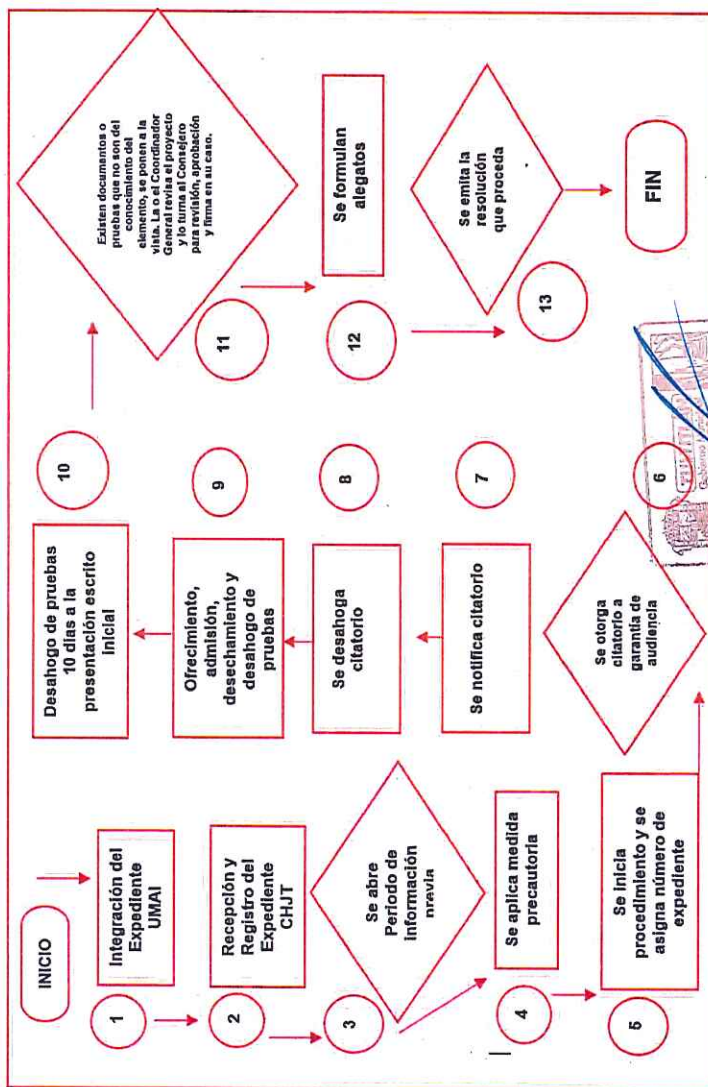 INICIO
1
Integración del
Expediente
UMAI
2
Recepción y
Registro del
Expediente
CHJT
3
Se abre
Periodo de
Información
previa
4
Se aplica medida
precautoria
5
Se inicia
procedimiento y se
asigna número de
expediente
6
Se otorga
citatorio a
garantía de
audiencia
7
Se notifica citatorio
8
Se desahoga
citatorio
9
Ofrecimiento,
admisión,
desechamiento y
desahogo de
pruebas
10
Desahogo de pruebas
10 días a la
presentación escrito
inicial
11
Existen documentos o
pruebas que no son del
conocimiento del
elemento, se ponen a la
vista. La o el Coordinador
General revisa el proyecto
y lo turna al Consejero
para revisión, aprobación
y firma en su caso.
12
Se formulan
alegatos
13
Se emita la
resolución
que proceda
FIN
Gobierno